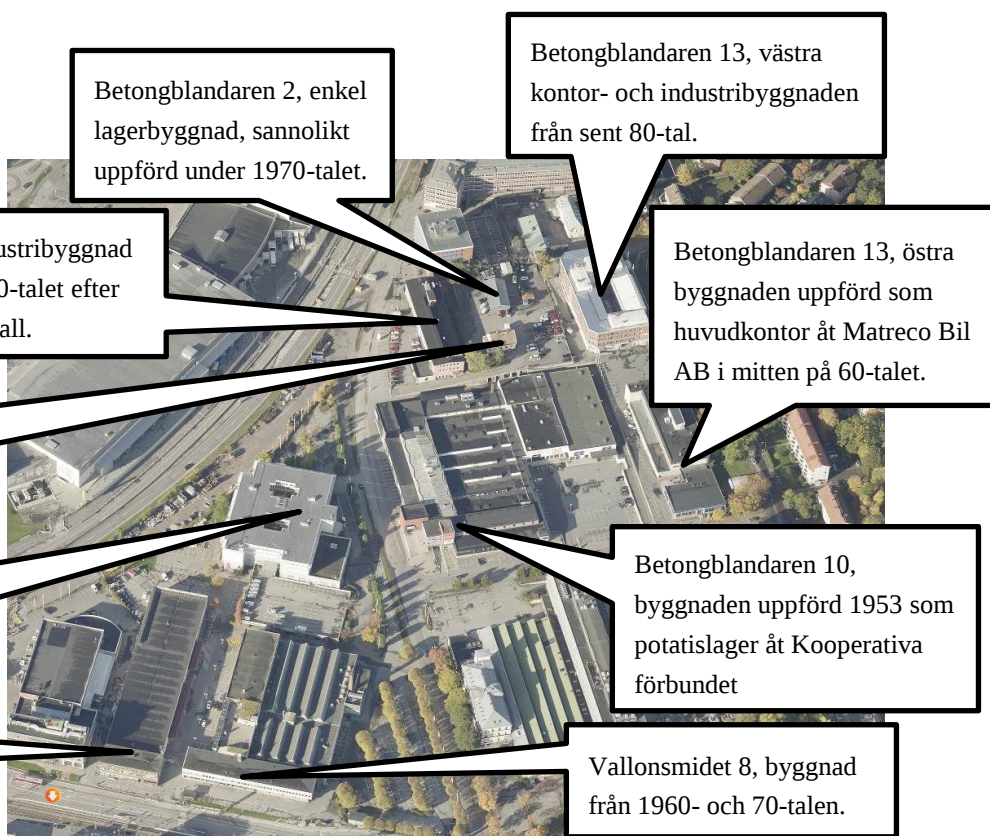 Betongblandaren 2, enkel
lagerbyggnad, sannolikt
uppförd under 1970-talet.
Betongblandaren 13, västra
kontor- och industribyggnaden
från sent 80-tal.
ustribyggnad
0-talet efter
all.
Betongblandaren 13, östra
byggnaden uppförd som
huvudkontor åt Matreco Bil
AB i mitten på 60-talet.
Betongblandaren 10,
byggnaden uppförd 1953 som
potatislager åt Kooperativa
förbundet
Vallonsmidet 8, byggnad
från 1960- och 70-talen.